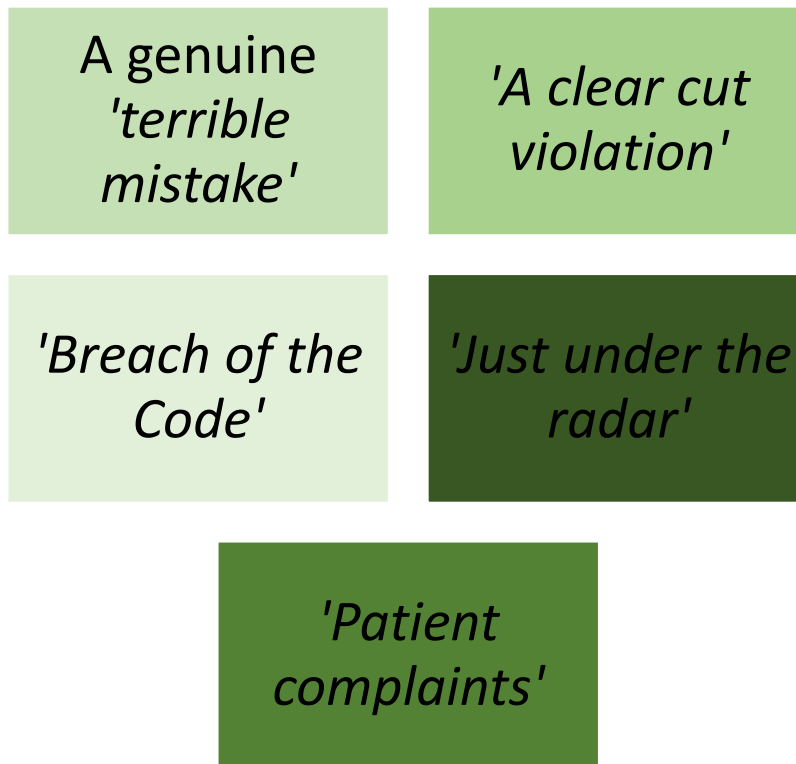 A genuine
'terrible
mistake'
'A clear cut
violation'
'Breach of the
Code'
'Just under the
radar'
'Patient
complaints'